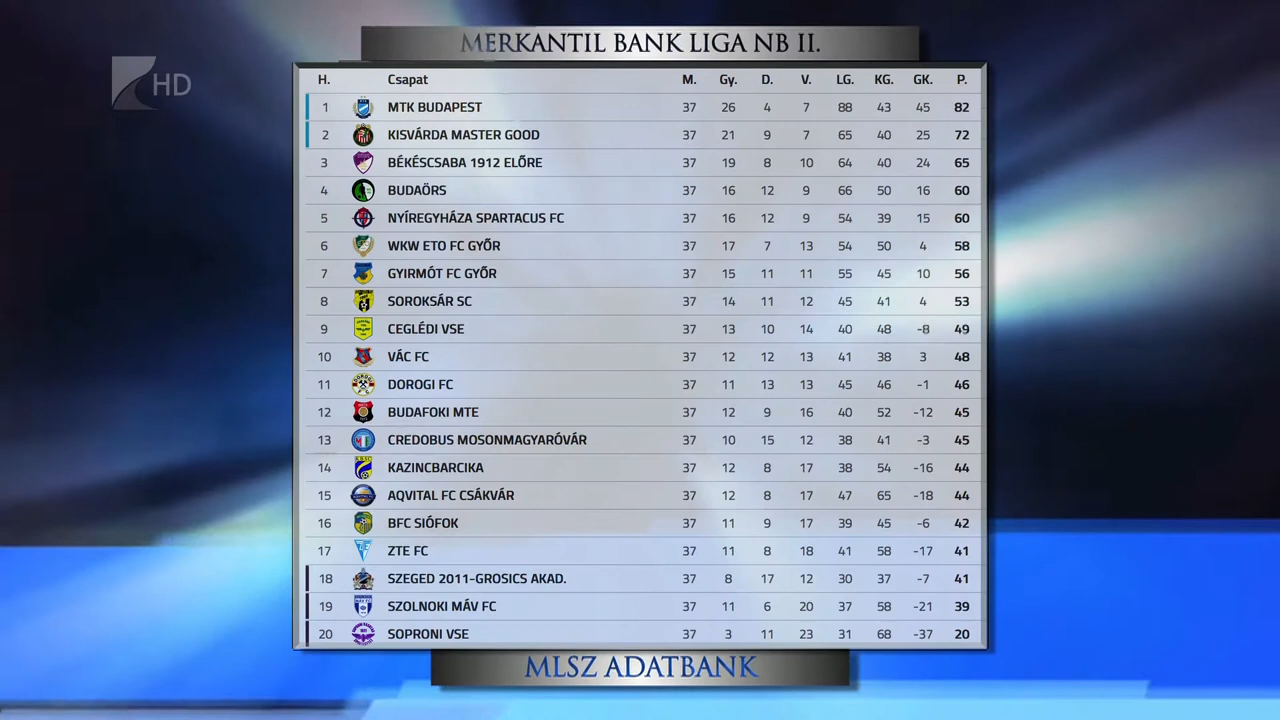 MERKANTIL BANK LIGA NB II.
HD
H. Csapat M. Gy. D. V. LG. KG. GK. P.
1 MTK BUDAPEST 37 26 4 7 88 43 45 82
2 KISVÁRDA MASTER GOOD 37 21 9 7 65 40 25 72
3 BÉKÉSCSABA 1912 ELŐRE 37 19 8 10 64 40 24 65
4 BUDAÖRS 37 16 12 9 66 50 16 60
5 NYÍREGYHÁZA SPARTACUS FC 37 16 12 9 54 39 15 60
6 WKW ETO FC GYŐR 37 17 7 13 54 50 4 58
7 GYIRMÓT FC GYŐR 37 15 11 11 55 45 10 56
8 SOROKSÁR SC 37 14 11 12 45 41 4 53
9 CEGLÉDI VSE 37 13 10 14 40 48 -8 49
10 VÁC FC 37 12 12 13 41 38 3 48
11 DOROGI FC 37 11 13 13 45 46 -1 46
12 BUDAFOKI MTE 37 12 9 16 40 52 -12 45
13 CREDOBUS MOSONMAGYARÓVÁR 37 10 15 12 38 41 -3 45
14 KAZINCBARCIKA 37 12 8 17 38 54 -16 44
15 AQVITAL FC CSÁKVÁR 37 12 8 17 47 65 -18 44
16 BFC SIÓFOK 37 11 9 17 39 45 -6 42
17 ZTE FC 37 11 8 18 41 58 -17 41
18 SZEGED 2011-GROSICS AKAD. 37 8 17 12 30 37 -7 41
19 SZOLNOKI MÁV FC 37 11 6 20 37 58 -21 39
20 SOPRONI VSE 37 3 11 23 31 68 -37 20
MLSZ ADATBANK